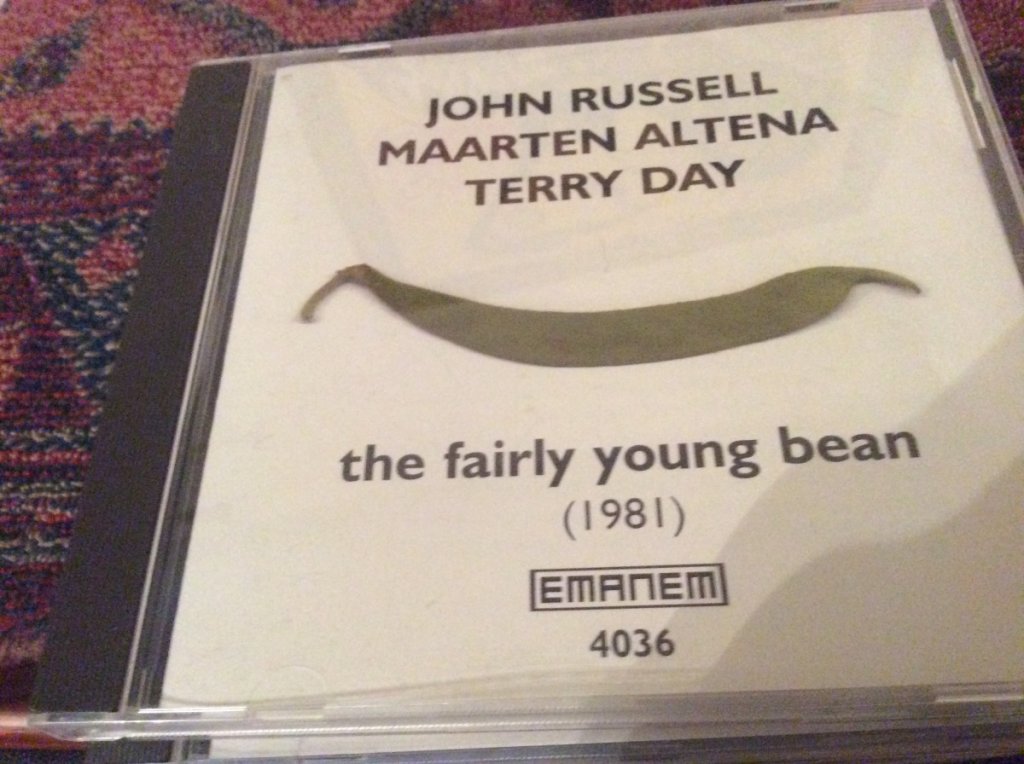 JOHN RUSSELL
MAARTEN ALTENA
TERRY DAY
the fairly young bean
(1981)
EMANEM
4036